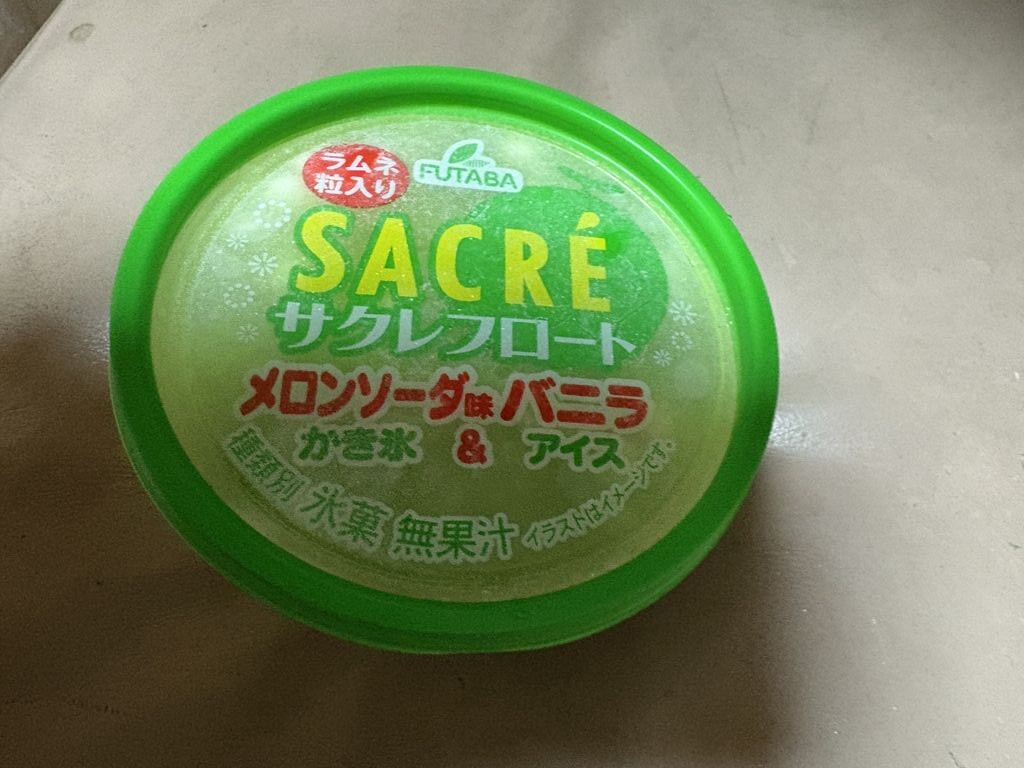 ラムネ
粒入り
FUTABA
SACRÉ
サクレフロート
メロンソーダ味バニラ
かき氷 & アイス
種類別 氷菓 無果汁 イラストはイメージです。